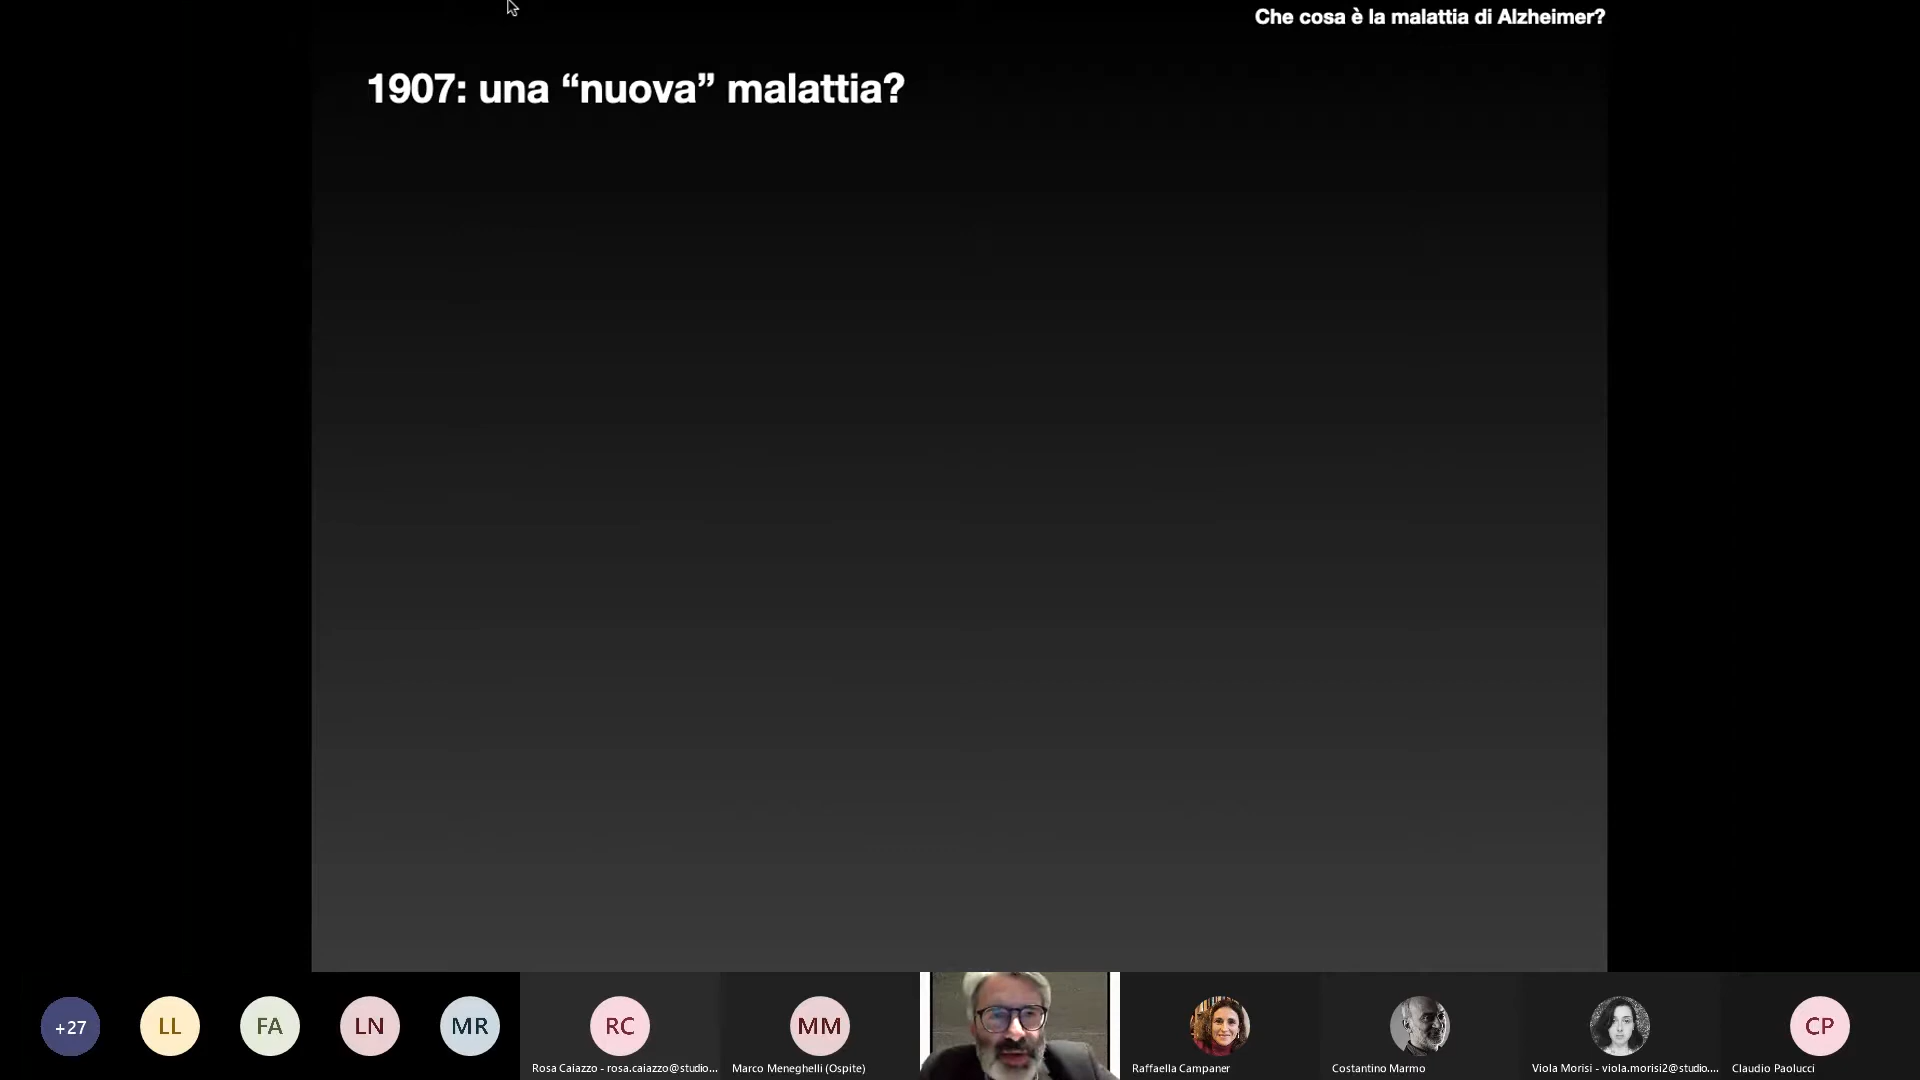 Che cosa è la malattia di Alzheimer?
1907: una “nuova” malattia?
+27
LL
FA
LN
MR
RC
Rosa Caiazzo - rosa.caiazzo@studio...
MM
Marco Meneghelli (Ospite)
Raffaella Campaner
Costantino Marmo
Viola Morisi - viola.morisi2@studio....
CP
Claudio Paolucci